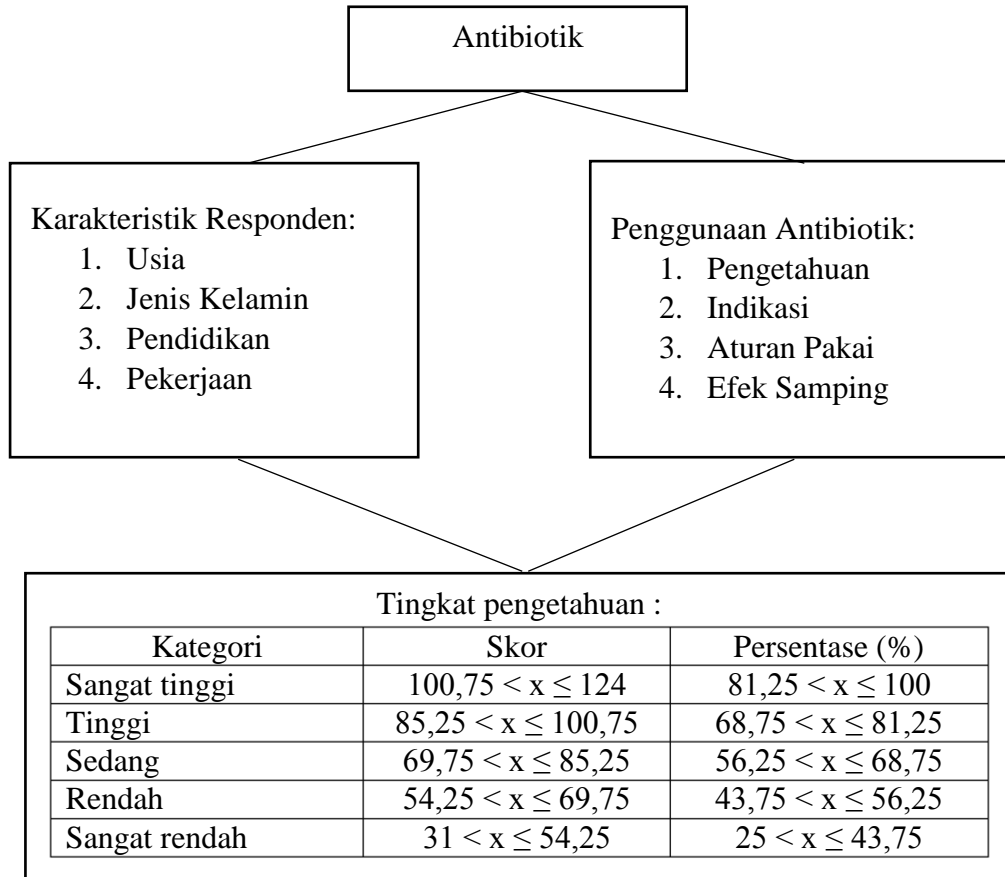 Antibiotik
Karakteristik Responden:
1. Usia
2. Jenis Kelamin
3. Pendidikan
4. Pekerjaan
Penggunaan Antibiotik:
1. Pengetahuan
2. Indikasi
3. Aturan Pakai
4. Efek Samping
Tingkat pengetahuan :
Kategori Skor Persentase (%)
Sangat tinggi 100,75 < x ≤ 124 81,25 < x ≤ 100
Tinggi 85,25 < x ≤ 100,75 68,75 < x ≤ 81,25
Sedang 69,75 < x ≤ 85,25 56,25 < x ≤ 68,75
Rendah 54,25 < x ≤ 69,75 43,75 < x ≤ 56,25
Sangat rendah 31 < x ≤ 54,25 25 < x ≤ 43,75